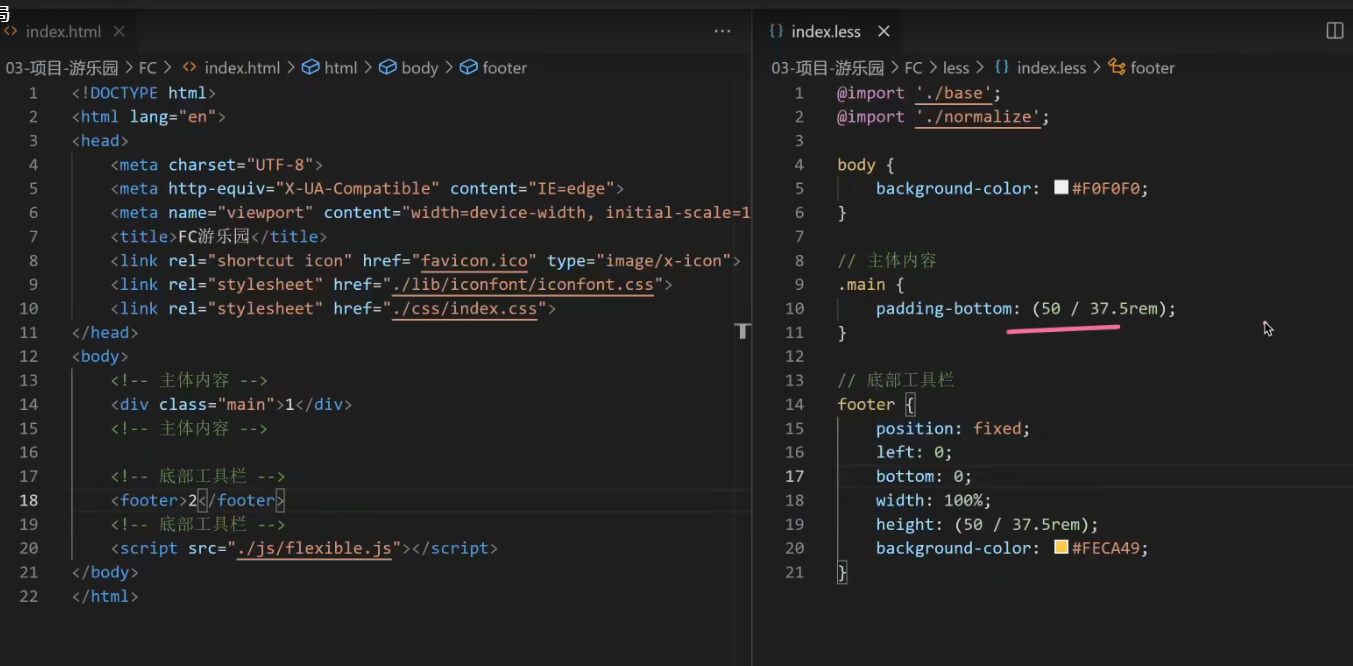 局
index.html
03-项目-游乐园 > FC > index.html > html > body > footer
1 <!DOCTYPE html>
2 <html lang="en">
3 <head>
4 <meta charset="UTF-8">
5 <meta http-equiv="X-UA-Compatible" content="IE=edge">
6 <meta name="viewport" content="width=device-width, initial-scale=1
7 <title>FC游乐园</title>
8 <link rel="shortcut icon" href="favicon.ico" type="image/x-icon">
9 <link rel="stylesheet" href="./lib/iconfont/iconfont.css">
10 <link rel="stylesheet" href="./css/index.css">
11 </head>
12 <body>
13 <!-- 主体内容 -->
14 <div class="main">1</div>
15 <!-- 主体内容 -->
16
17 <!-- 底部工具栏 -->
18 <footer>2</footer>
19 <!-- 底部工具栏 -->
20 <script src="./js/flexible.js"></script>
21 </body>
22 </html>
index.less
03-项目-游乐园 > FC > less > index.less > footer
1 @import './base';
2 @import './normalize';
3
4 body {
5 background-color: #F0F0F0;
6 }
7
8 // 主体内容
9 .main {
10 padding-bottom: (50 / 37.5rem);
11 }
12
13 // 底部工具栏
14 footer {
15 position: fixed;
16 left: 0;
17 bottom: 0;
18 width: 100%;
19 height: (50 / 37.5rem);
20 background-color: #FECA49;
21 }